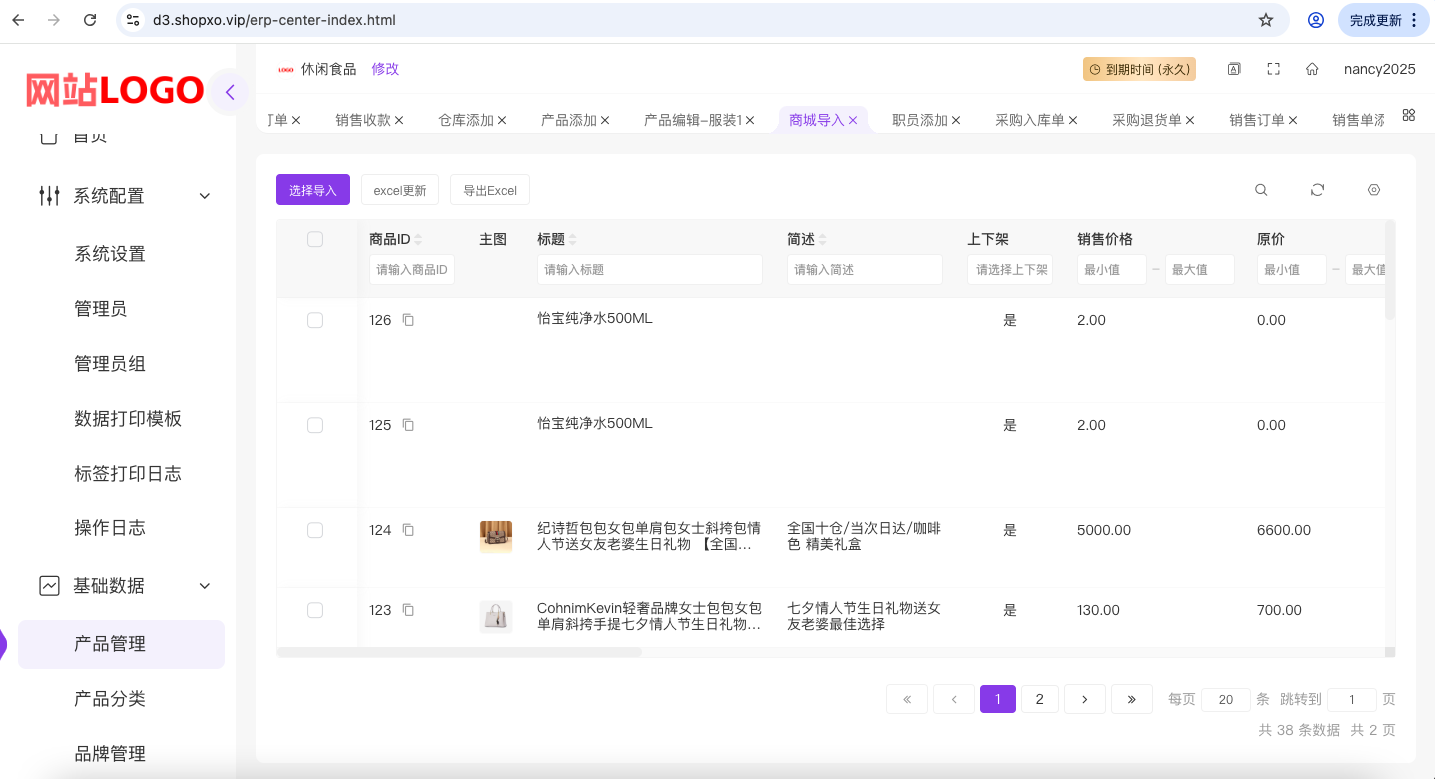 d3.shopxo.vip/erp-center-index.html
完成更新
网站LOGO
LOGO 休闲食品 修改
到期时间 (永久)
nancy2025
订单 销售收款 仓库添加 产品添加 产品编辑-服装1 商城导入 职员添加 采购入库单 采购退货单 销售订单 销售单添
首页
系统配置
系统设置
管理员
管理员组
数据打印模板
标签打印日志
操作日志
基础数据
产品管理
产品分类
品牌管理
选择导入 excel更新 导出Excel
商品ID 主图 标题 简述 上下架 销售价格 原价
请输入商品ID 请输入标题 请输入简述 请选择上下架 最小值 – 最大值 最小值 – 最大值
126 怡宝纯净水500ML 是 2.00 0.00
125 怡宝纯净水500ML 是 2.00 0.00
124 纪诗哲包包女包单肩包女士斜挎包情 全国十仓/当次日达/咖啡 是 5000.00 6600.00
人节送女友老婆生日礼物 【全国... 色 精美礼盒
123 CohnimKevin轻奢品牌女士包包女包 七夕情人节生日礼物送女 是 130.00 700.00
单肩斜挎手提七夕情人节生日礼物... 友老婆最佳选择
« ‹ 1 2 › » 每页 20 条 跳转到 1 页
共 38 条数据 共 2 页